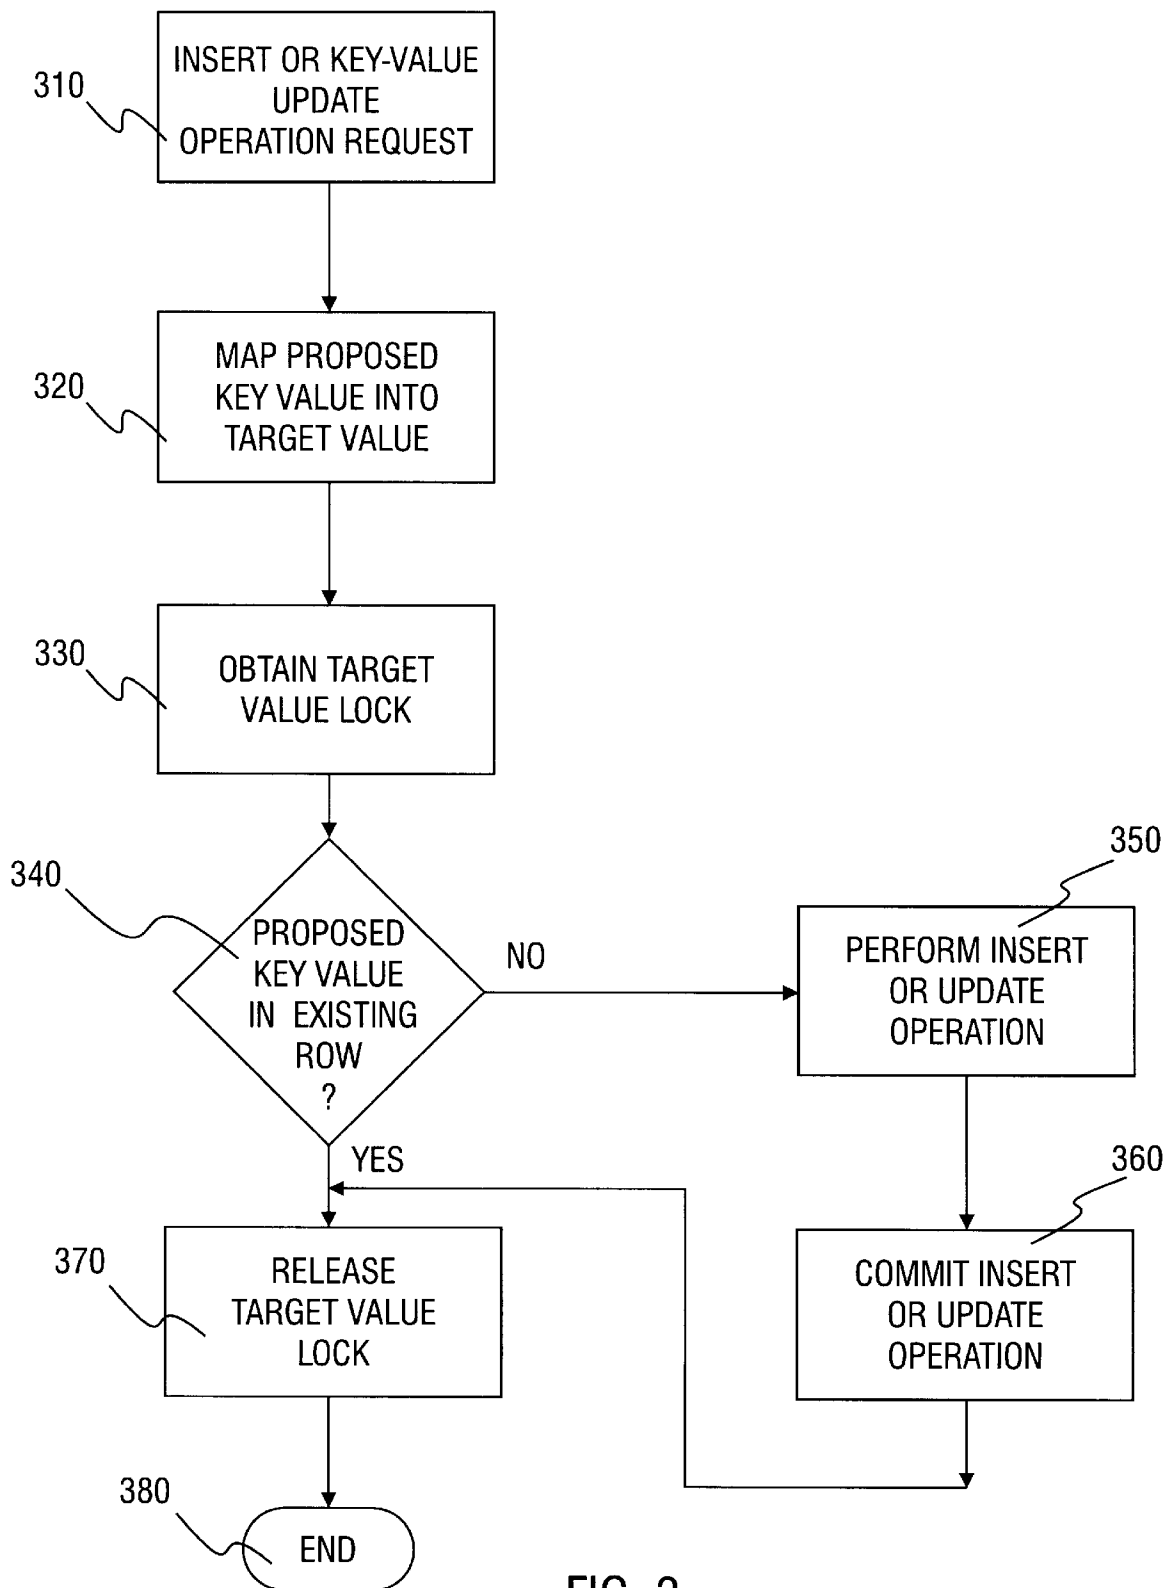 310
INSERT OR KEY-VALUE
UPDATE
OPERATION REQUEST
320
MAP PROPOSED
KEY VALUE INTO
TARGET VALUE
330
OBTAIN TARGET
VALUE LOCK
340
PROPOSED
KEY VALUE
IN EXISTING
ROW
?
NO
350
PERFORM INSERT
OR UPDATE
OPERATION
YES
360
COMMIT INSERT
OR UPDATE
OPERATION
370
RELEASE
TARGET VALUE
LOCK
380
END